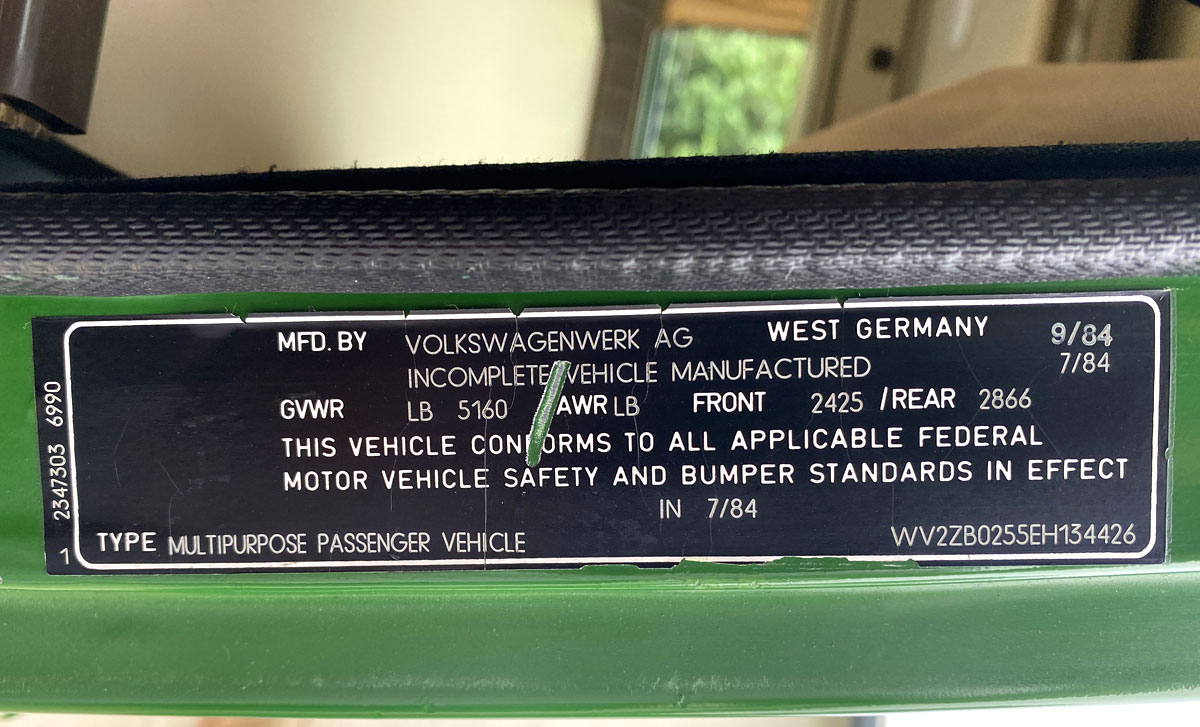 MFD. BY VOLKSWAGENWERK AG WEST GERMANY 9/84
INCOMPLETE VEHICLE MANUFACTURED 7/84
GVWR LB 5160 AWR LB FRONT 2425 /REAR 2866
THIS VEHICLE CONFORMS TO ALL APPLICABLE FEDERAL
MOTOR VEHICLE SAFETY AND BUMPER STANDARDS IN EFFECT
IN 7/84
TYPE MULTIPURPOSE PASSENGER VEHICLE WV2ZB0255EH134426
1 2347303 6990